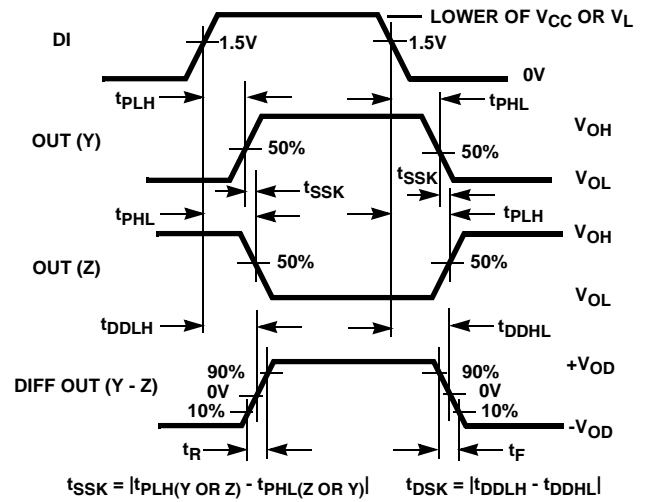 LOWER OF VCC OR VL
DI
1.5V
1.5V
0V
tPLH
tPHL
OUT (Y)
VOH
50%
50%
tSSK
tSSK
VOL
tPHL
tPLH
VOH
OUT (Z)
50%
50%
VOL
tDDLH
tDDHL
+VOD
90%
90%
DIFF OUT (Y - Z)
0V
0V
10%
10%
-VOD
tR
tF
tSSK = |tPLH(Y OR Z) - tPHL(Z OR Y)|
tDSK = |tDDLH - tDDHL|